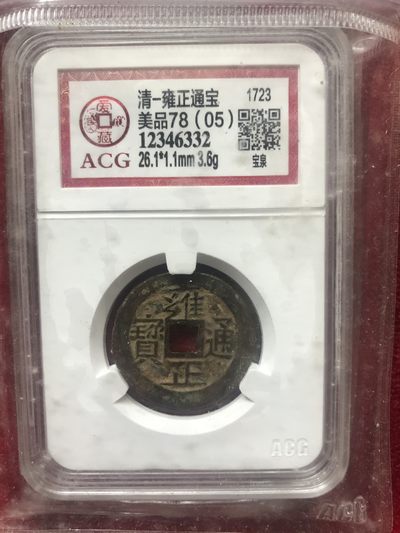 清-雍正通宝
1723
美品78（05）
12346332
26.1*1.1mm 3.6g
宝泉
ACG
雍
寶 通
正
ACG
ACG